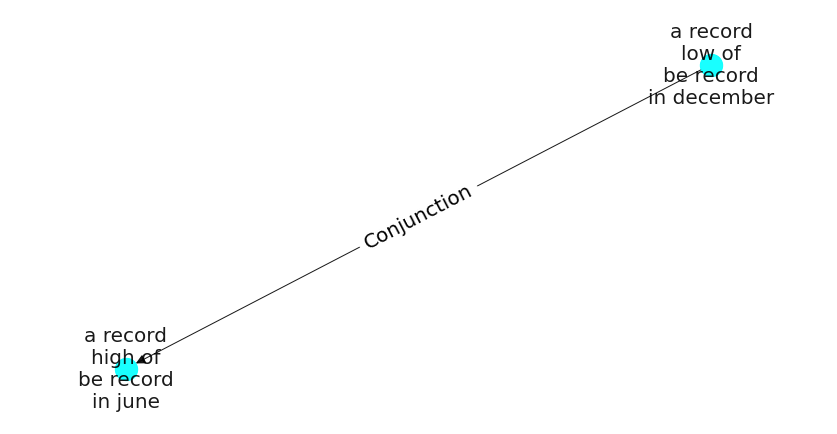 a record
low of
be record
in december
Conjunction
a record
high of
be record
in june